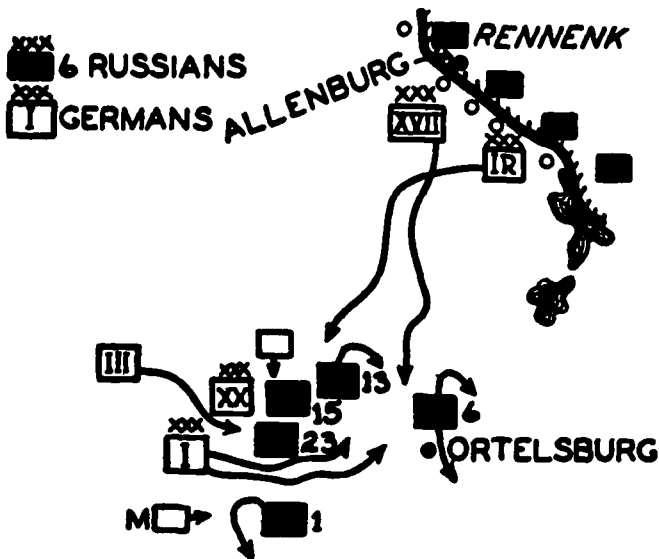 XXX
6 RUSSIANS
XXX
I GERMANS
RENNENK
ALLENBURG
XXX
XVII
XXX
IR
III
XXX
XX
13
15
6
23
XXX
I
ORTELSBURG
M
1